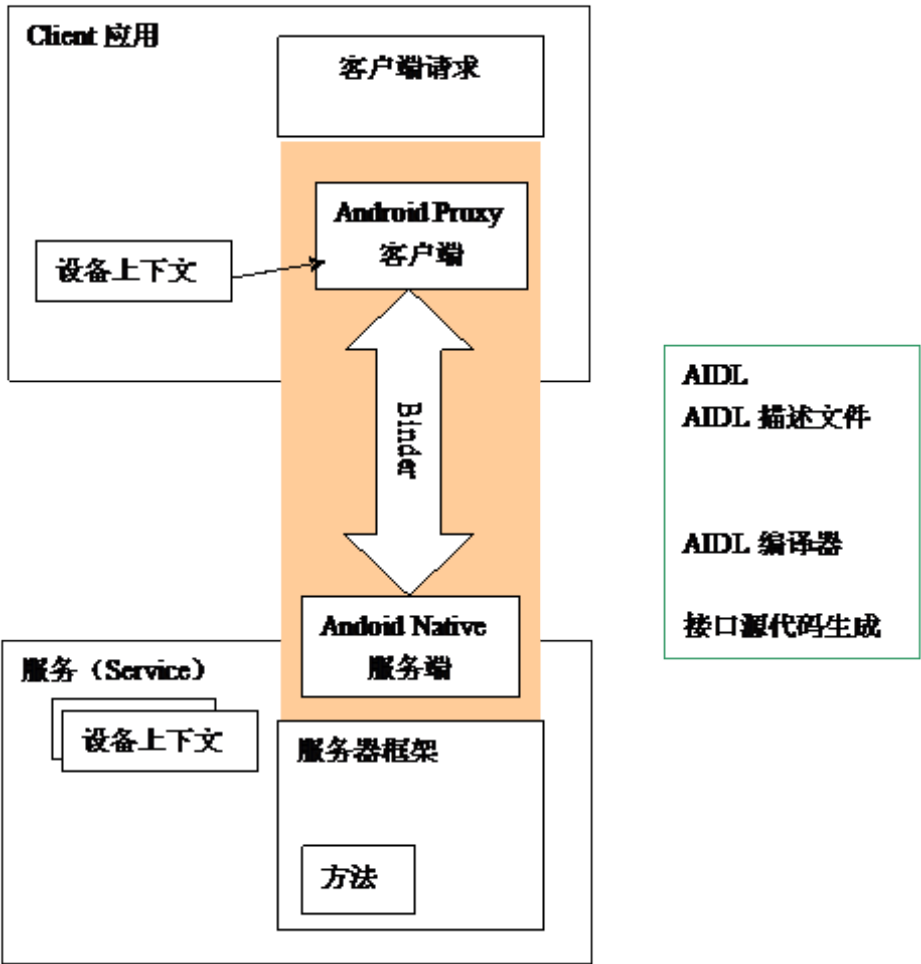 Client 应用
客户端请求
Android Proxy
客户端
设备上下文
Binder
AIDL
AIDL 描述文件
AIDL 编译器
接口源代码生成
Andoid Native
服务端
服务（Service）
设备上下文
服务器框架
方法